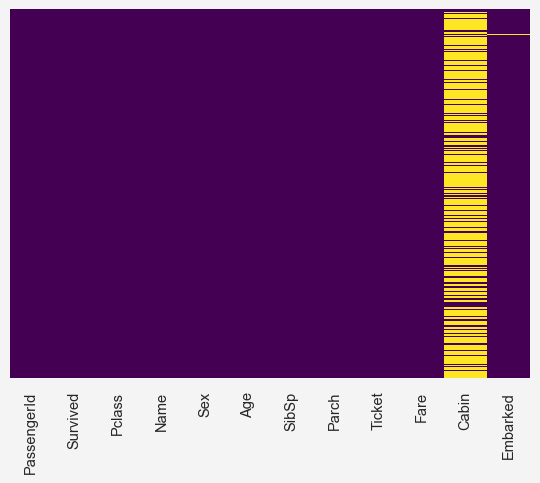 PassengerId
Survived
Pclass
Name
Sex
Age
SibSp
Parch
Ticket
Fare
Cabin
Embarked